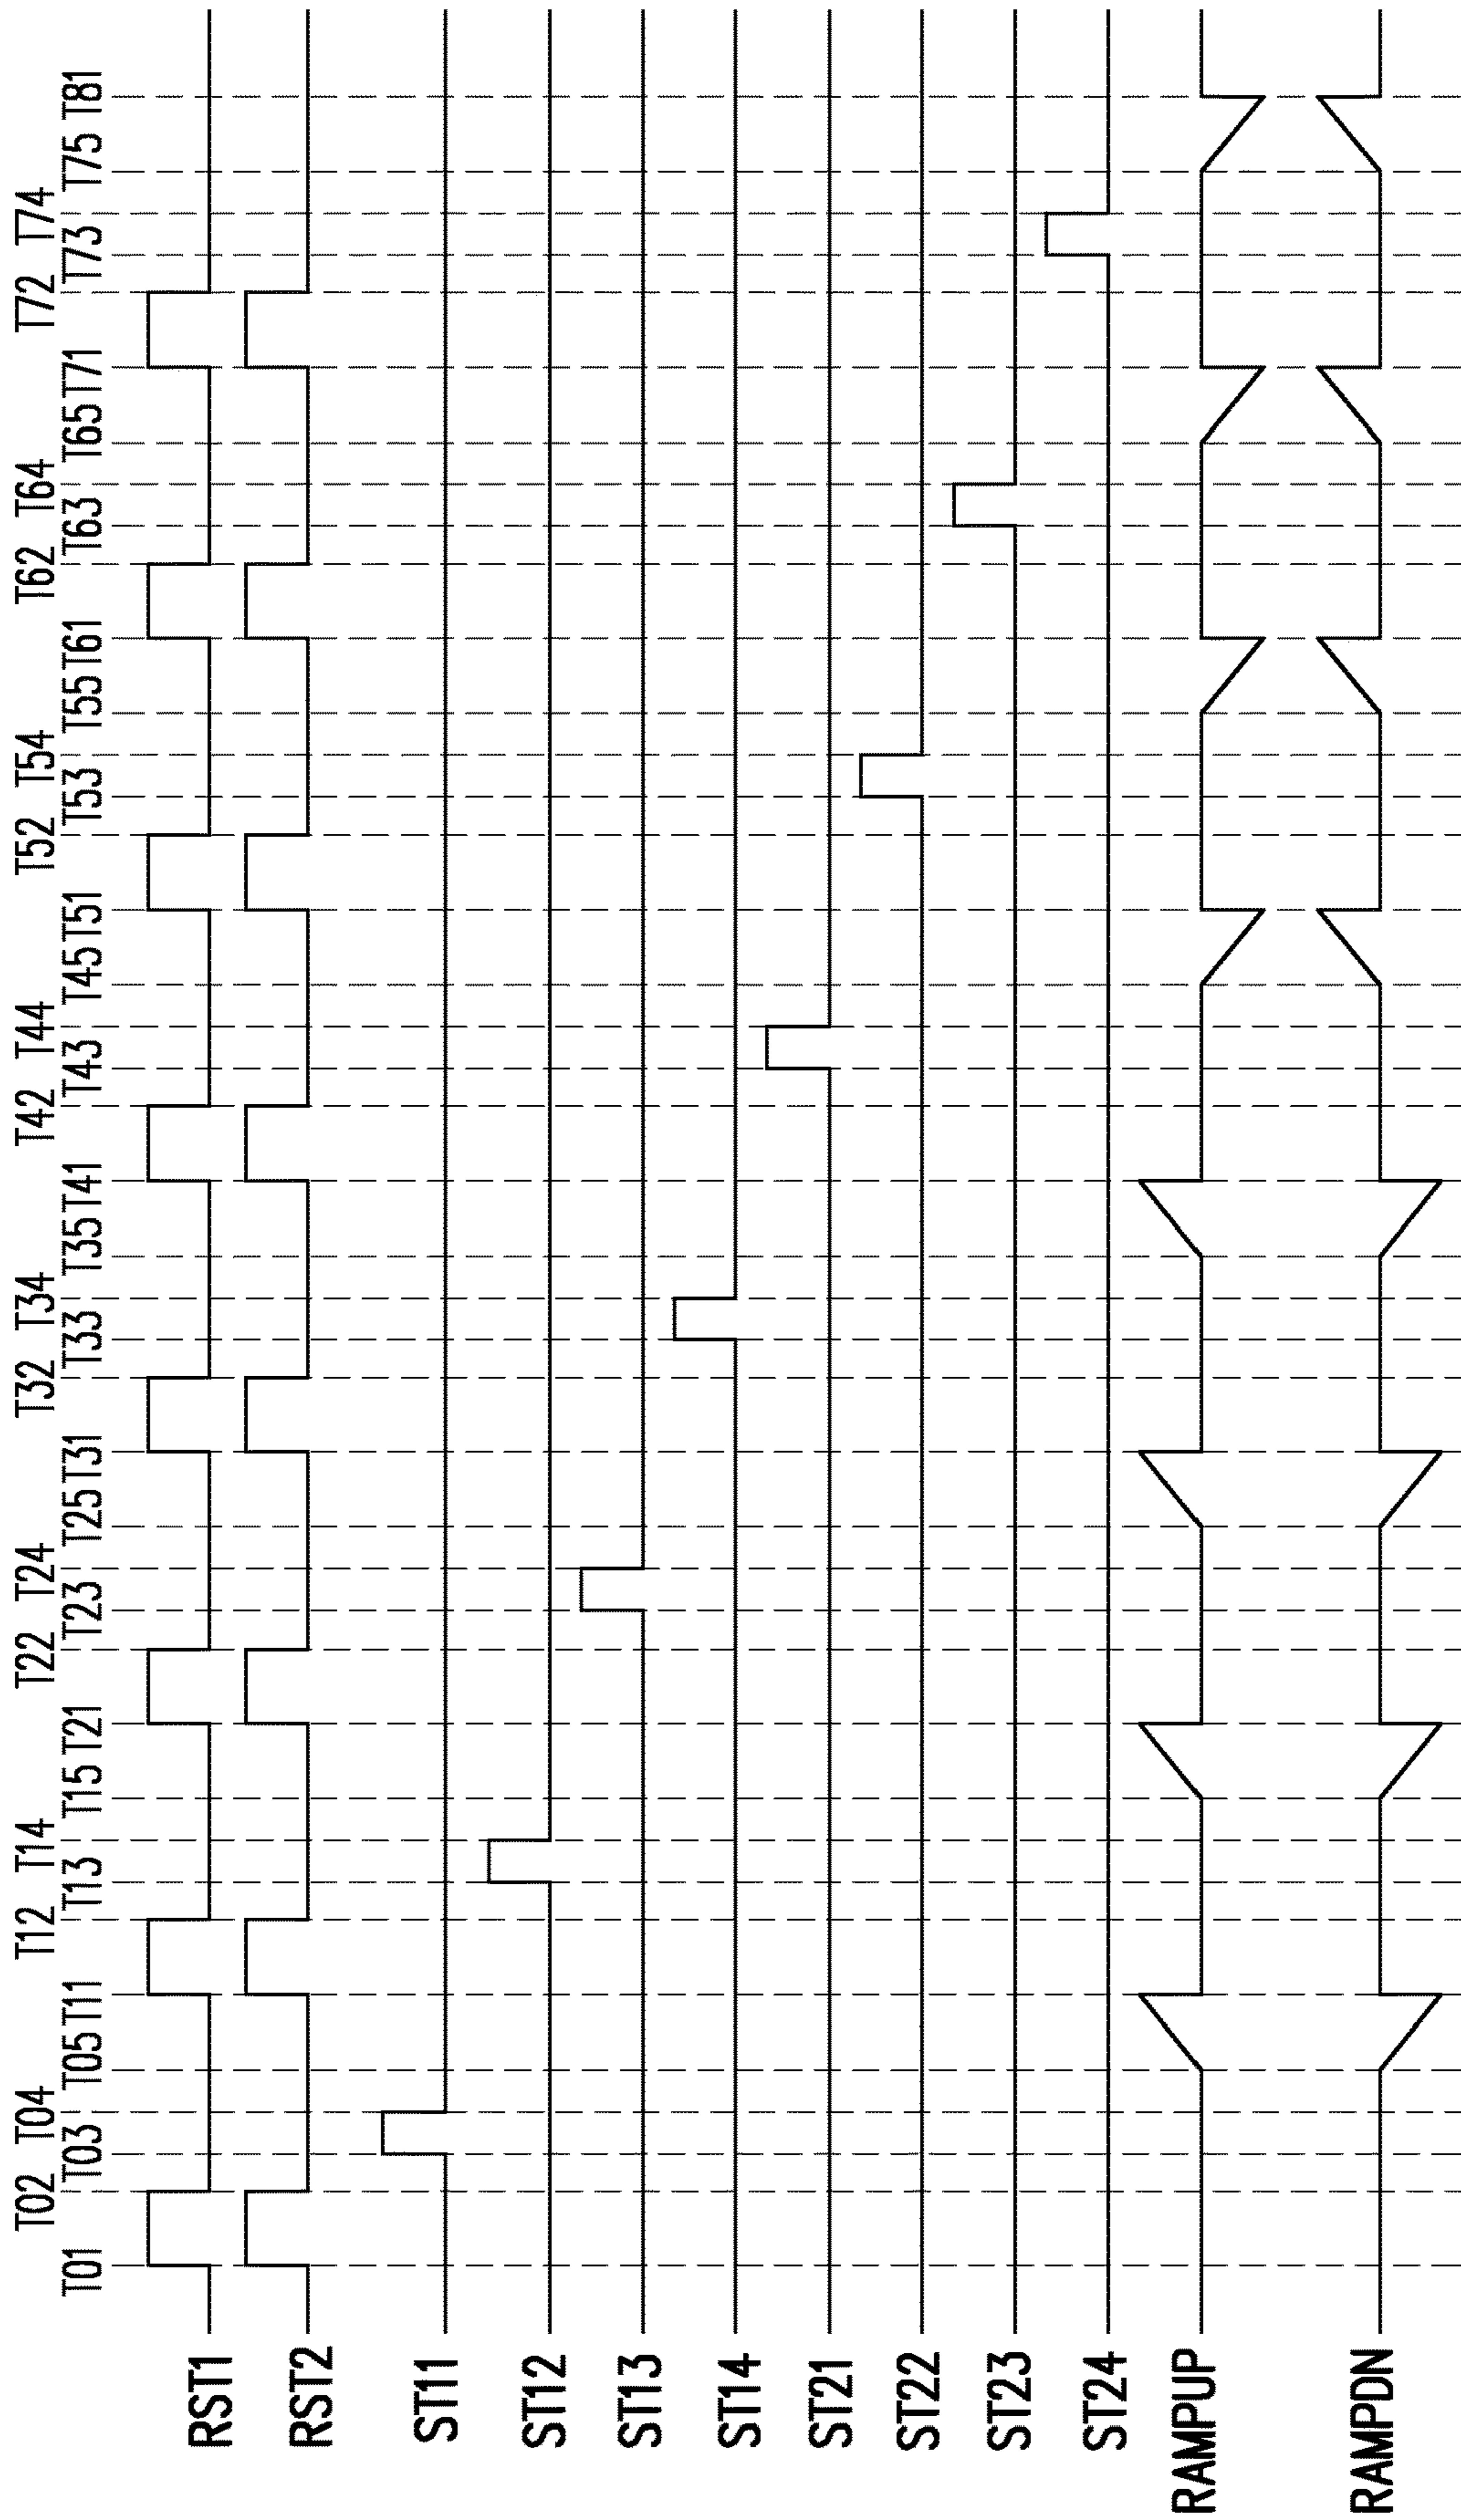 T02 T04 T12 T14 T22 T24 T32 T34 T42 T44 T52 T54 T62 T64 T72 T74
T01 T03 T05 T11 T13 T15 T21 T23 T25 T31 T33 T35 T41 T43 T45 T51 T53 T55 T61 T63 T65 T71 T73 T75 T81
RST1
RST2
ST11
ST12
ST13
ST14
ST21
ST22
ST23
ST24
RAMPUP
RAMPDN